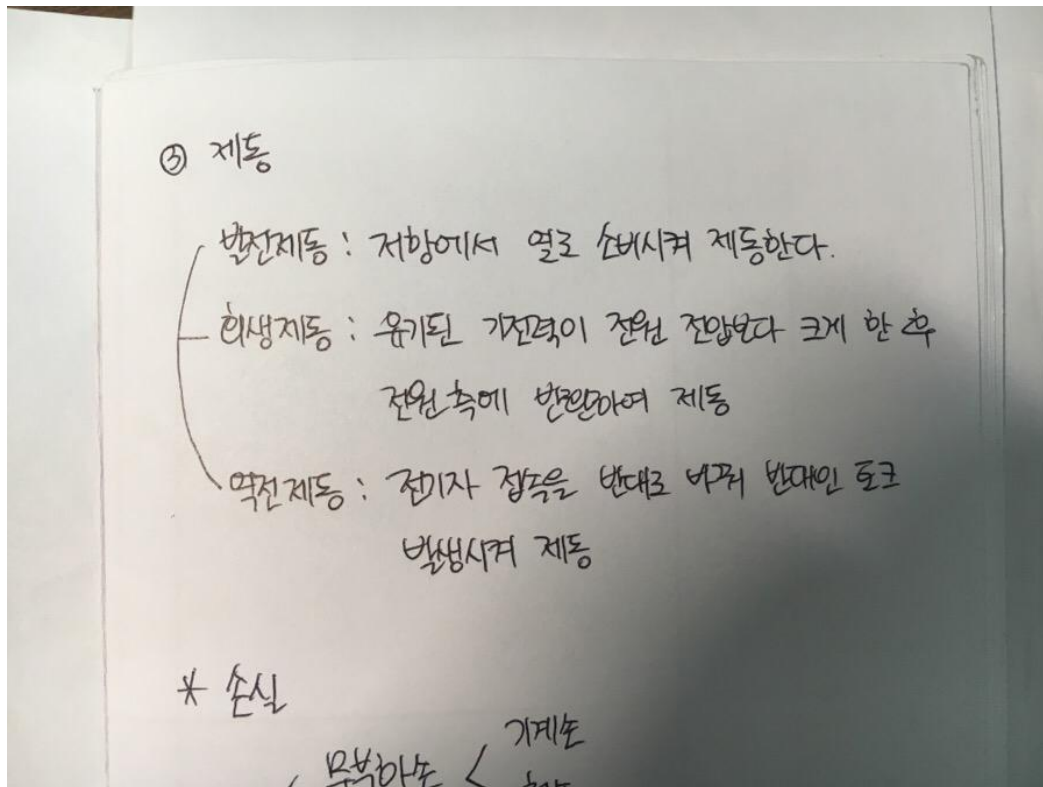 ③ 제동
발전제동 : 저항에서 열로 소비시켜 제동한다.
회생제동 : 유기된 기전력이 전원 전압보다 크게 한 후
전원측에 반환하여 제동
역전제동 : 전기자 접속을 반대로 바꿔 반대인 토크
발생시켜 제동
* 손실
기계손
무부하손 <